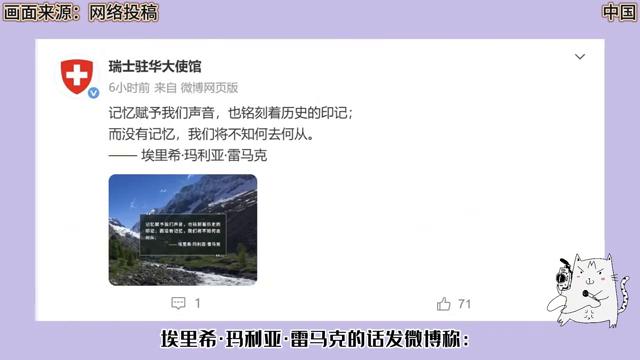 画面来源：网络投稿
中国
瑞士驻华大使馆
6小时前 来自 微博网页版
记忆赋予我们声音，也铭刻着历史的印记；
而没有记忆，我们将不知何去何从。
—— 埃里希·玛利亚·雷马克
记忆赋予我们声音，也铭刻着历史的
印记；而没有记忆，我们将不知何去
何从。
—— 埃里希·玛利亚·雷马克
1
71
埃里希·玛利亚·雷马克的话发微博称：